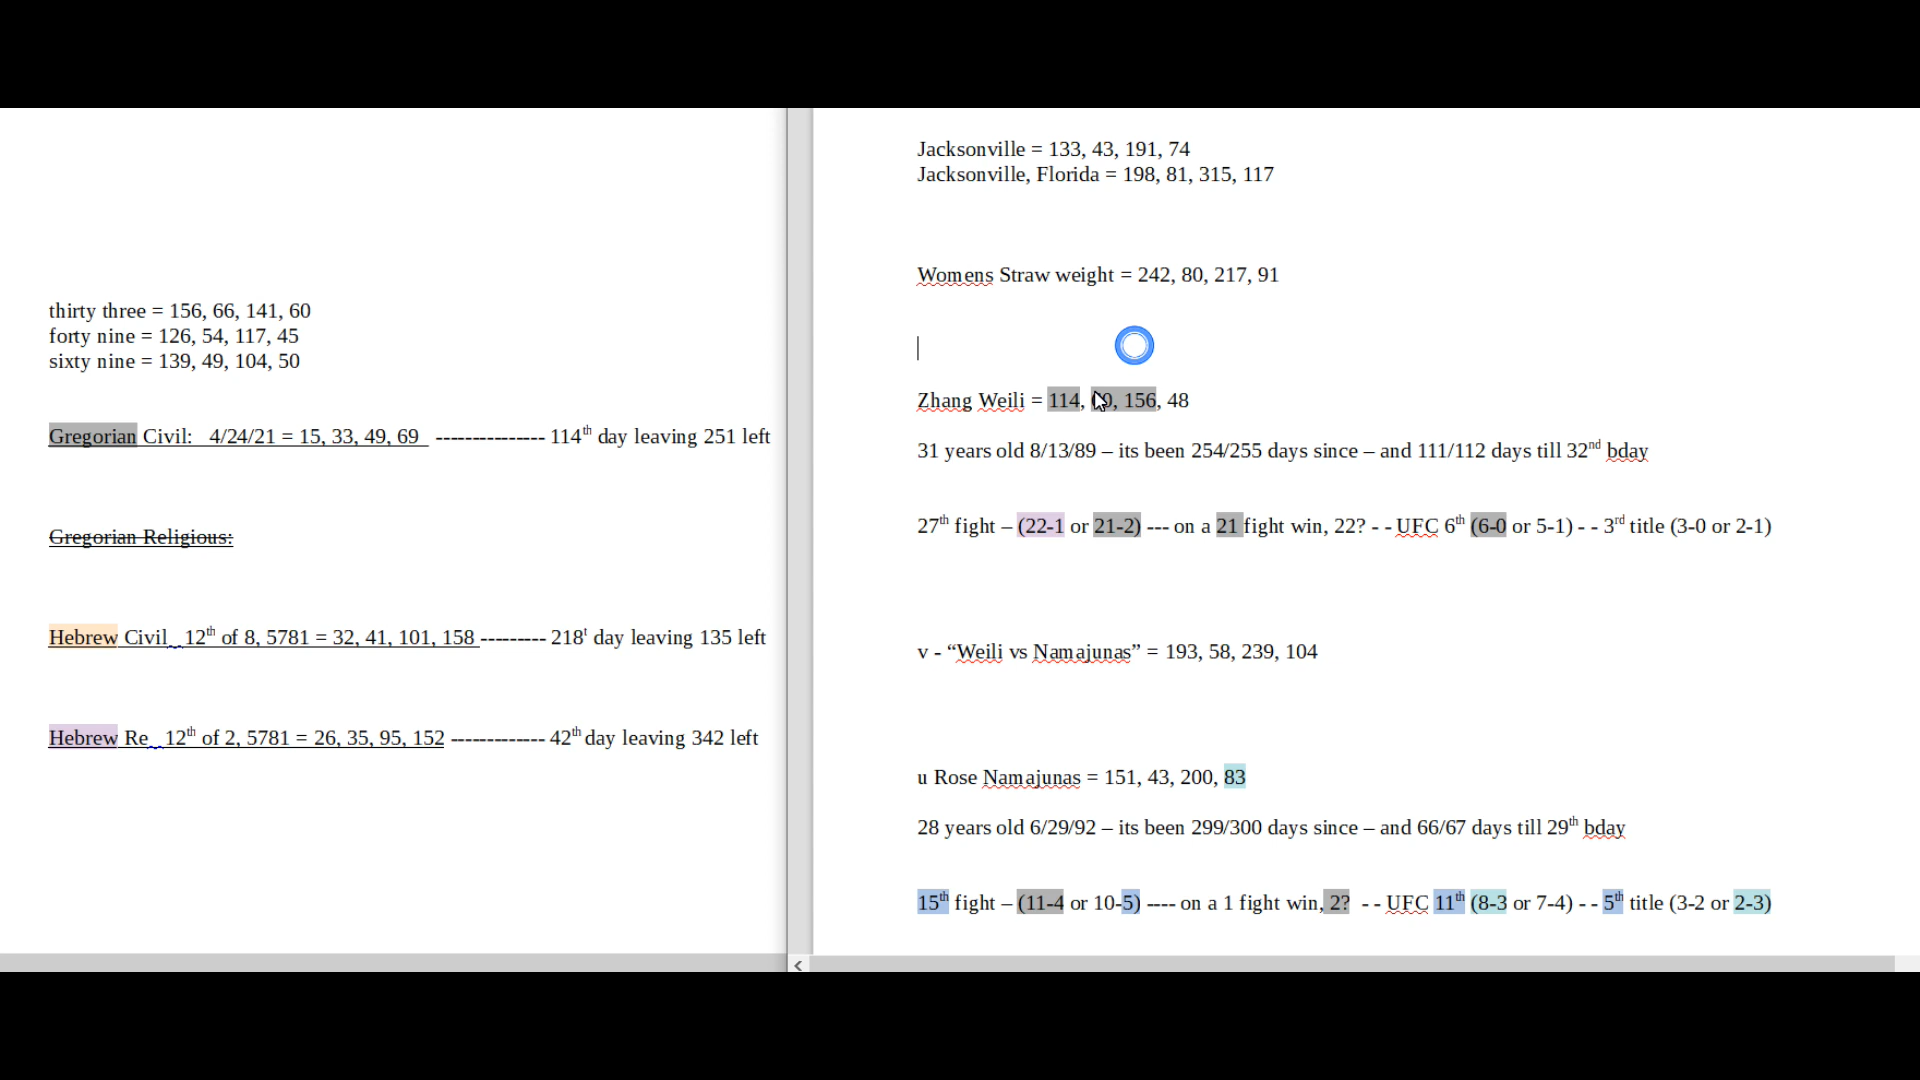 thirty three = 156, 66, 141, 60
forty nine = 126, 54, 117, 45
sixty nine = 139, 49, 104, 50
Gregorian Civil: 4/24/21 = 15, 33, 49, 69 --------------- 114th day leaving 251 left
Gregorian Religious:
Hebrew Civil 12th of 8, 5781 = 32, 41, 101, 158 --------- 218t day leaving 135 left
Hebrew Re 12th of 2, 5781 = 26, 35, 95, 152 ------------- 42th day leaving 342 left
Jacksonville = 133, 43, 191, 74
Jacksonville, Florida = 198, 81, 315, 117
Womens Straw weight = 242, 80, 217, 91
Zhang Weili = 114, 156, 48
31 years old 8/13/89 – its been 254/255 days since – and 111/112 days till 32nd bday
27th fight – (22-1 or 21-2) --- on a 21 fight win, 22? - - UFC 6th (6-0 or 5-1) - - 3rd title (3-0 or 2-1)
v - “Weili vs Namajunas” = 193, 58, 239, 104
u Rose Namajunas = 151, 43, 200, 83
28 years old 6/29/92 – its been 299/300 days since – and 66/67 days till 29th bday
15th fight – (11-4 or 10-5) ---- on a 1 fight win, 2? - - UFC 11th (8-3 or 7-4) - - 5th title (3-2 or 2-3)